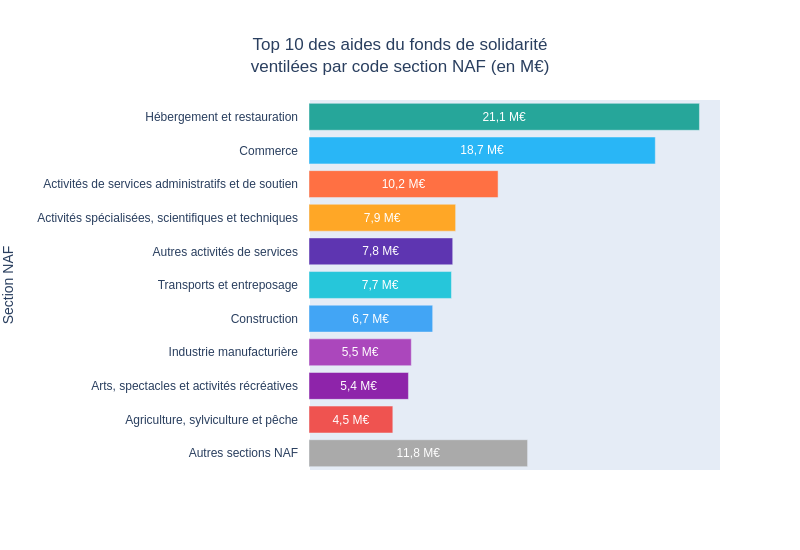 Top 10 des aides du fonds de solidarité
ventilées par code section NAF (en M€)
Section NAF
Hébergement et restauration 21,1 M€
Commerce 18,7 M€
Activités de services administratifs et de soutien 10,2 M€
Activités spécialisées, scientifiques et techniques 7,9 M€
Autres activités de services 7,8 M€
Transports et entreposage 7,7 M€
Construction 6,7 M€
Industrie manufacturière 5,5 M€
Arts, spectacles et activités récréatives 5,4 M€
Agriculture, sylviculture et pêche 4,5 M€
Autres sections NAF 11,8 M€